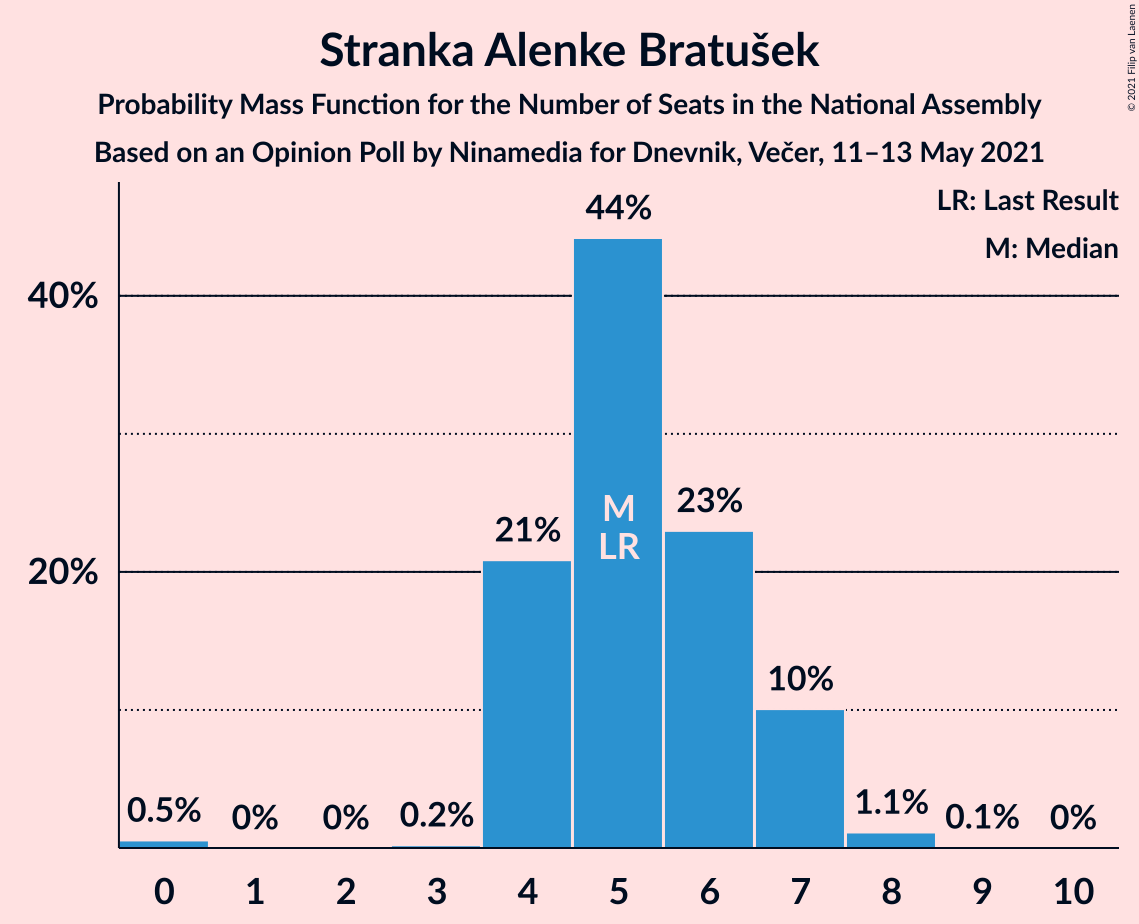 Stranka Alenke Bratušek
Probability Mass Function for the Number of Seats in the National Assembly
Based on an Opinion Poll by Ninamedia for Dnevnik, Večer, 11–13 May 2021
© 2021 Filip van Laenen
LR: Last Result
M: Median
40%
20%
0.5%
0%
0%
0.2%
21%
44%
M
LR
23%
10%
1.1%
0.1%
0%
0 1 2 3 4 5 6 7 8 9 10